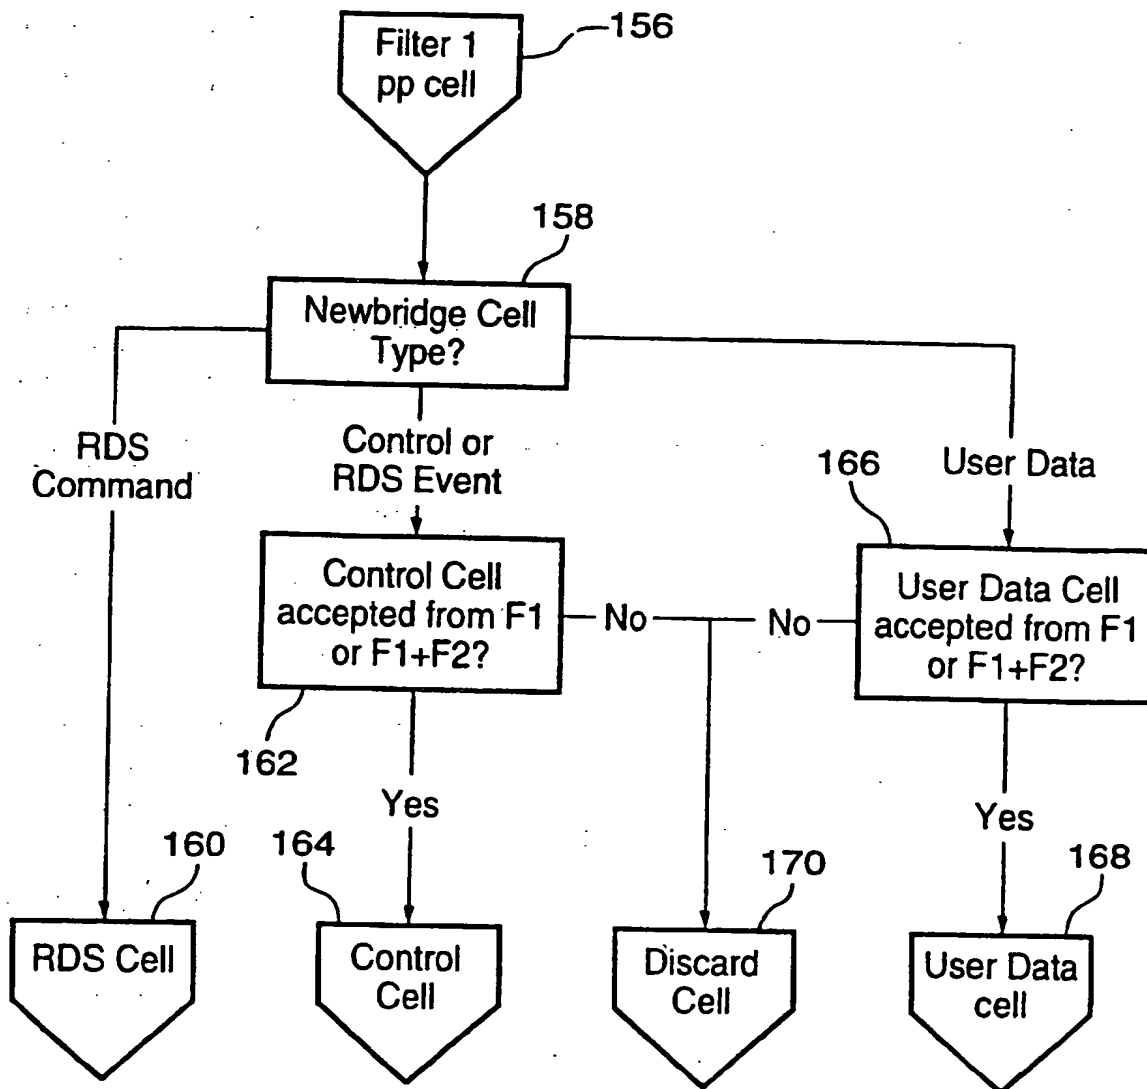 Filter 1
pp cell
156
158
Newbridge Cell
Type?
RDS
Command
Control or
RDS Event
User Data
166
Control Cell
accepted from F1
or F1+F2?
No
No
User Data Cell
accepted from F1
or F1+F2?
162
Yes
Yes
160
164
170
168
RDS Cell
Control
Cell
Discard
Cell
User Data
cell